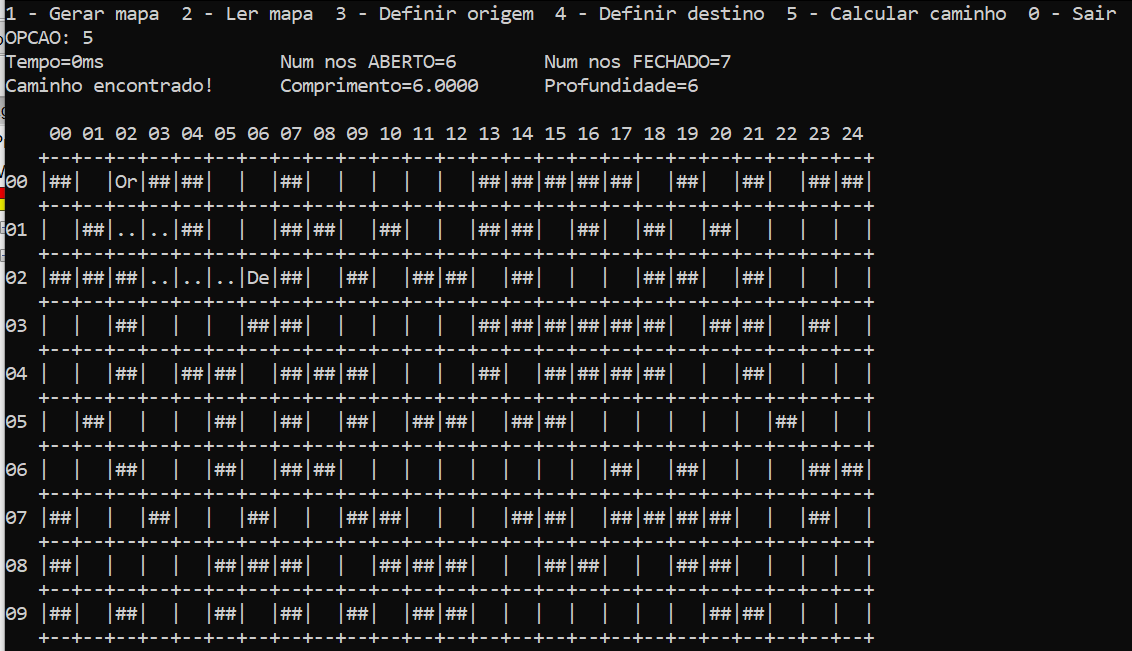 1 - Gerar mapa  2 - Ler mapa  3 - Definir origem  4 - Definir destino  5 - Calcular caminho  0 - Sair
OPCAO: 5
Tempo=0ms                Num nos ABERTO=6        Num nos FECHADO=7
Caminho encontrado!      Comprimento=6.0000      Profundidade=6
    00 01 02 03 04 05 06 07 08 09 10 11 12 13 14 15 16 17 18 19 20 21 22 23 24
   +--+--+--+--+--+--+--+--+--+--+--+--+--+--+--+--+--+--+--+--+--+--+--+--+--+
00 |##|  |Or|##|##|  |  |##|  |  |  |  |  |##|##|##|##|##|  |##|  |##|  |##|##|
   +--+--+--+--+--+--+--+--+--+--+--+--+--+--+--+--+--+--+--+--+--+--+--+--+--+
01 |  |##|..|..|##|  |  |##|##|  |##|  |  |##|##|  |##|  |##|  |##|  |  |  |  |
   +--+--+--+--+--+--+--+--+--+--+--+--+--+--+--+--+--+--+--+--+--+--+--+--+--+
02 |##|##|##|..|..|..|De|##|  |##|  |##|##|  |##|  |  |  |##|##|  |##|  |  |  |
   +--+--+--+--+--+--+--+--+--+--+--+--+--+--+--+--+--+--+--+--+--+--+--+--+--+
03 |  |  |##|  |  |  |##|##|  |  |  |  |  |##|##|##|##|##|##|  |##|##|  |##|  |
   +--+--+--+--+--+--+--+--+--+--+--+--+--+--+--+--+--+--+--+--+--+--+--+--+--+
04 |  |  |##|  |##|##|  |##|##|##|  |  |  |##|  |##|##|##|##|  |  |##|  |  |  |
   +--+--+--+--+--+--+--+--+--+--+--+--+--+--+--+--+--+--+--+--+--+--+--+--+--+
05 |  |##|  |  |  |##|  |##|  |##|  |##|##|  |##|##|  |  |  |  |  |  |##|  |  |
   +--+--+--+--+--+--+--+--+--+--+--+--+--+--+--+--+--+--+--+--+--+--+--+--+--+
06 |  |  |##|  |  |##|  |##|##|  |  |  |  |  |  |  |  |##|  |##|  |  |  |##|##|
   +--+--+--+--+--+--+--+--+--+--+--+--+--+--+--+--+--+--+--+--+--+--+--+--+--+
07 |##|  |  |##|  |  |##|  |  |##|##|  |  |  |##|##|  |##|##|##|##|  |  |##|  |
   +--+--+--+--+--+--+--+--+--+--+--+--+--+--+--+--+--+--+--+--+--+--+--+--+--+
08 |##|  |  |  |  |##|##|##|  |  |##|##|##|  |  |##|##|  |  |##|##|  |  |  |  |
   +--+--+--+--+--+--+--+--+--+--+--+--+--+--+--+--+--+--+--+--+--+--+--+--+--+
09 |##|  |##|  |  |##|  |##|  |##|  |##|##|  |  |  |  |  |  |  |##|##|  |  |  |
   +--+--+--+--+--+--+--+--+--+--+--+--+--+--+--+--+--+--+--+--+--+--+--+--+--+